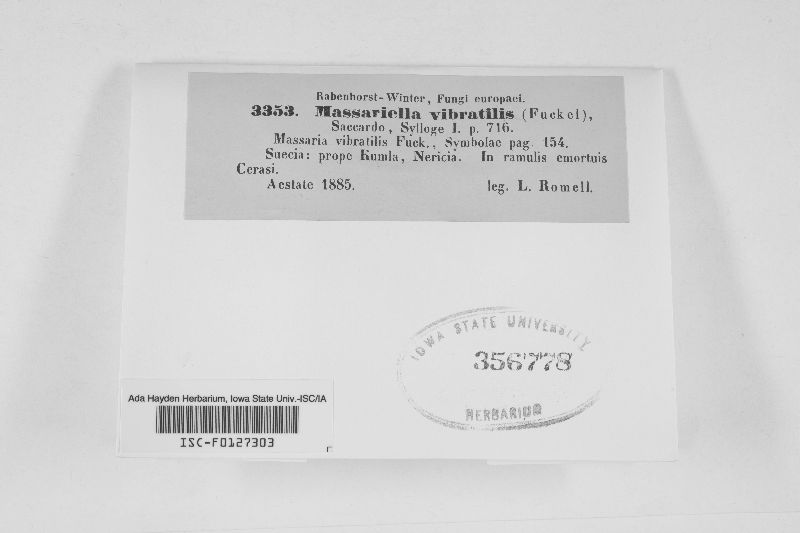 Rabenhorst-Winter, Fungi europaei.
3353. Massariella vibratilis (Fuckel),
Saccardo, Sylloge I. p. 716.
Massaria vibratilis Fuck., Symbolae pag. 154.
Suecia: prope Kumla, Nericia. In ramulis emortuis
Cerasi.
Aestate 1885. leg. L. Romell.
IOWA STATE UNIVERSITY
356778
HERBARIUM
Ada Hayden Herbarium, Iowa State Univ.-ISC/IA
ISC-F0127303